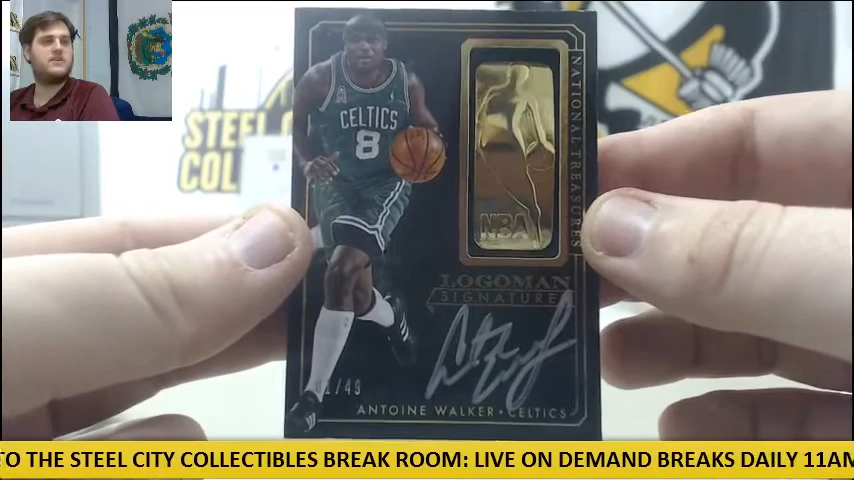 STEEL
COL
CELTICS
8
NBA
NATIONAL TREASURES
LOGOMAN
SIGNATURES
/49
ANTOINE WALKER • CELTICS
TO THE STEEL CITY COLLECTIBLES BREAK ROOM: LIVE ON DEMAND BREAKS DAILY 11AM